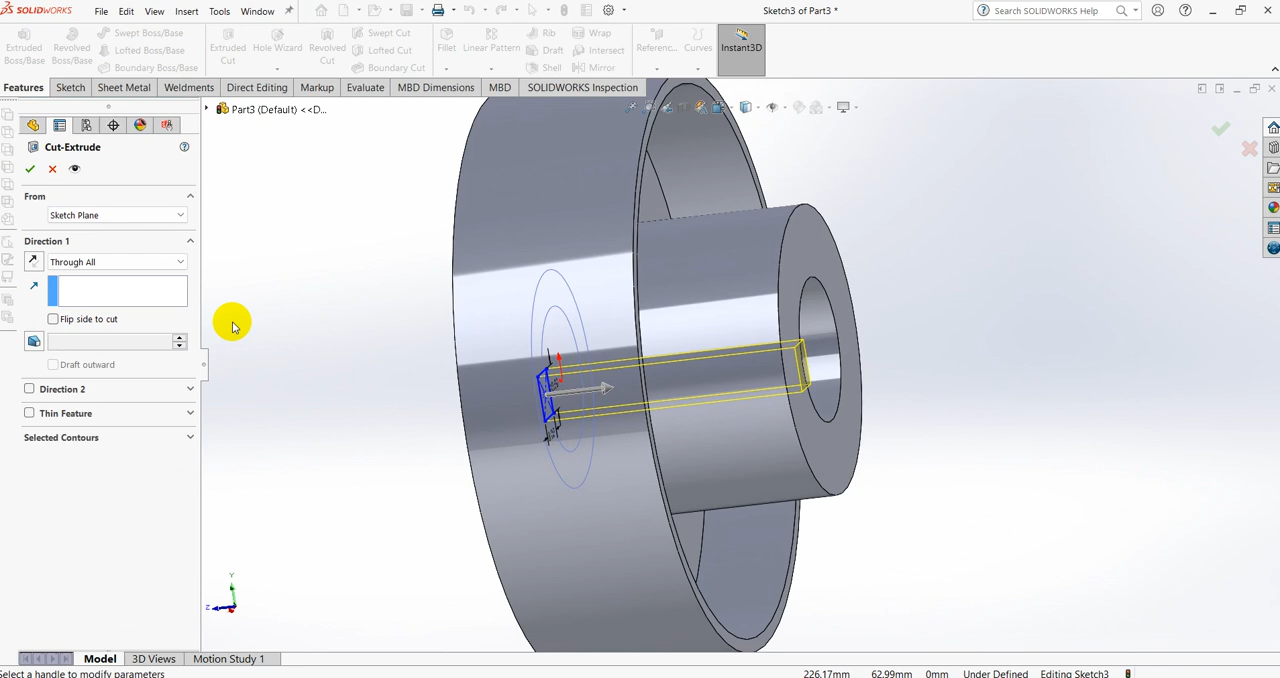 SOLIDWORKS File Edit View Insert Tools Window Sketch3 of Part3 * Search SOLIDWORKS Help
Extruded Boss/Base
Revolved Boss/Base
Swept Boss/Base
Lofted Boss/Base
Boundary Boss/Base
Extruded Cut
Hole Wizard
Revolved Cut
Swept Cut
Lofted Cut
Boundary Cut
Fillet
Linear Pattern
Rib
Draft
Shell
Wrap
Intersect
Mirror
Referenc...
Curves
Instant3D
Features Sketch Sheet Metal Weldments Direct Editing Markup Evaluate MBD Dimensions MBD SOLIDWORKS Inspection
Part3 (Default) <<D...
Cut-Extrude
From
Sketch Plane
Direction 1
Through All
Flip side to cut
Draft outward
Direction 2
Thin Feature
Selected Contours
Y
Z
Model 3D Views Motion Study 1
Select a handle to modify parameters 226.17mm 62.99mm 0mm Under Defined Editing Sketch3